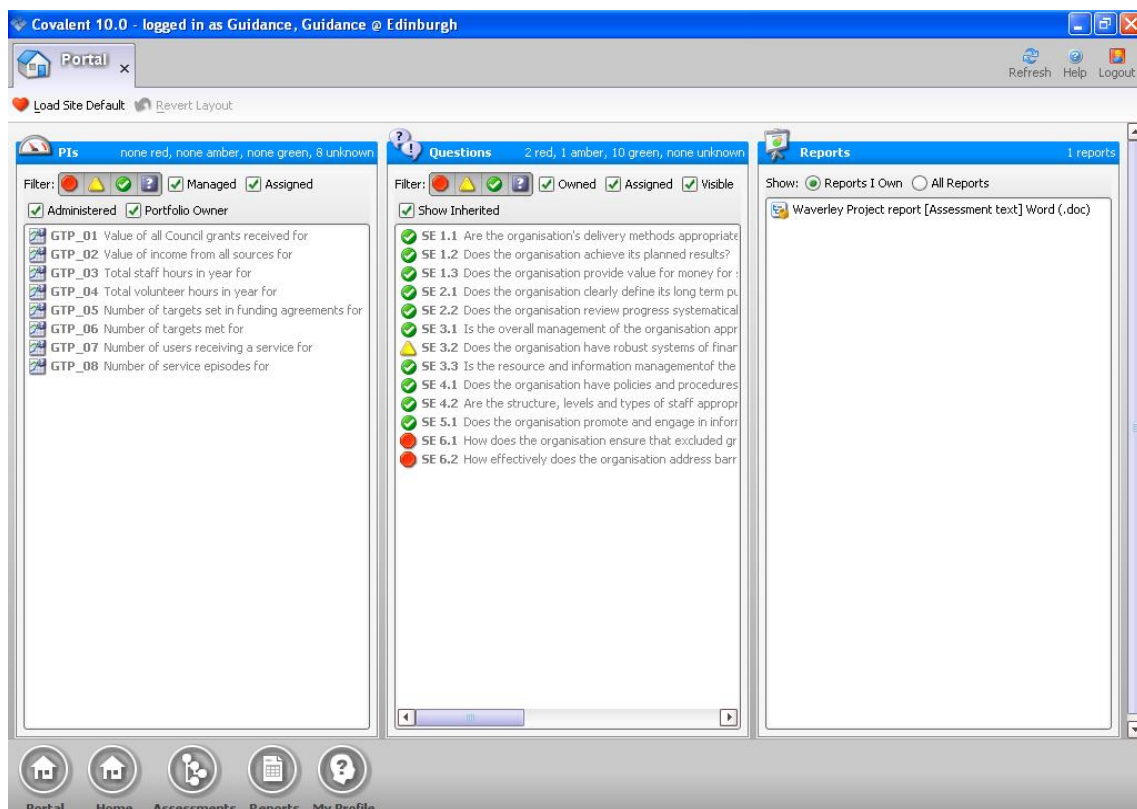 Covalent 10.0 - logged in as Guidance, Guidance @ Edinburgh
Portal x
Refresh Help Logout
Load Site Default Revert Layout
PIs none red, none amber, none green, 8 unknown
Filter: Managed Assigned
Administered Portfolio Owner
GTP_01 Value of all Council grants received for
GTP_02 Value of income from all sources for
GTP_03 Total staff hours in year for
GTP_04 Total volunteer hours in year for
GTP_05 Number of targets set in funding agreements for
GTP_06 Number of targets met for
GTP_07 Number of users receiving a service for
GTP_08 Number of service episodes for
Questions 2 red, 1 amber, 10 green, none unknown
Filter: Owned Assigned Visible
Show Inherited
SE 1.1 Are the organisation's delivery methods appropriate
SE 1.2 Does the organisation achieve its planned results?
SE 1.3 Does the organisation provide value for money for
SE 2.1 Does the organisation clearly define its long term pu
SE 2.2 Does the organisation review progress systematical
SE 3.1 Is the overall management of the organisation appr
SE 3.2 Does the organisation have robust systems of finan
SE 3.3 Is the resource and information managementof the
SE 4.1 Does the organisation have policies and procedures
SE 4.2 Are the structure, levels and types of staff appropr
SE 5.1 Does the organisation promote and engage in inforr
SE 6.1 How does the organisation ensure that excluded gr
SE 6.2 How effectively does the organisation address barr
Reports 1 reports
Show: Reports I Own All Reports
Waverley Project report [Assessment text] Word (.doc)
Portal Home Assessments Reports My Profile